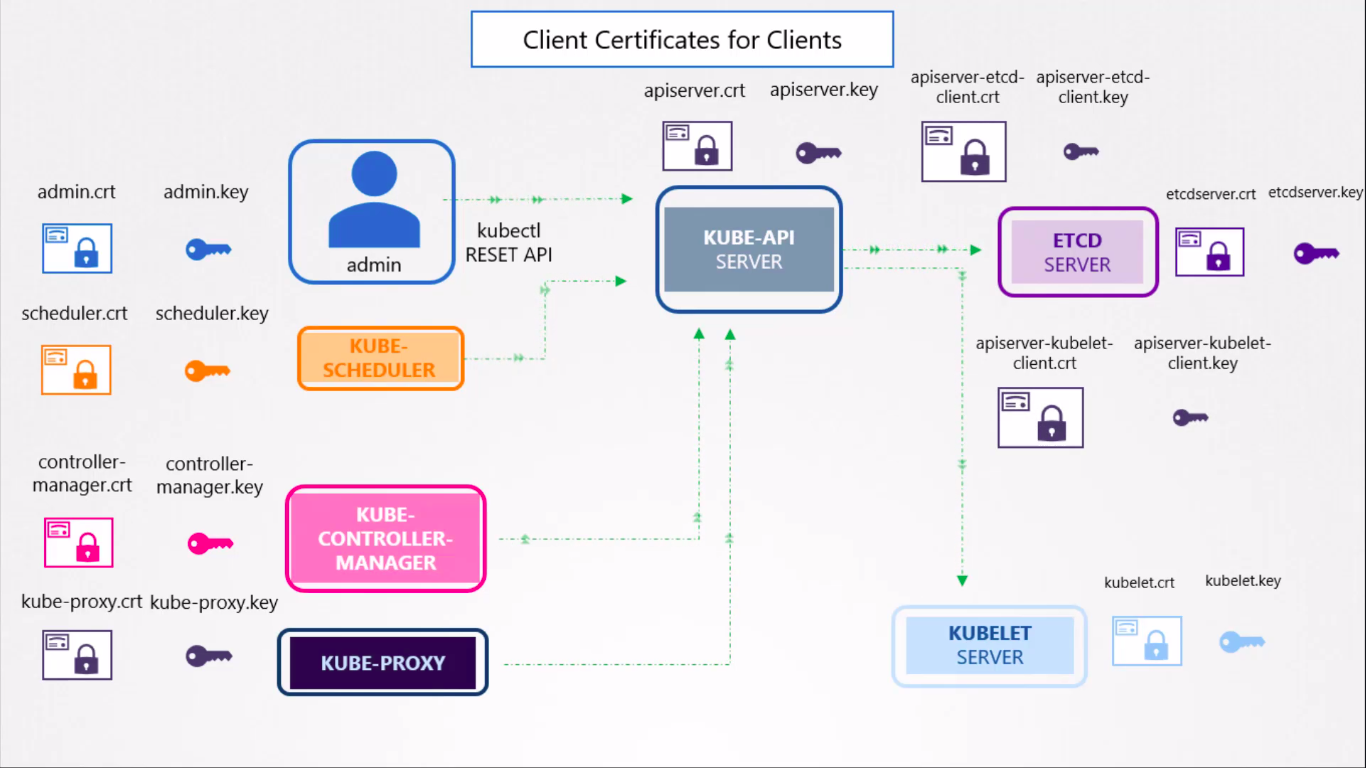 Client Certificates for Clients
apiserver.crt
apiserver.key
apiserver-etcd-
client.crt
apiserver-etcd-
client.key
admin.crt
admin.key
admin
kubectl
RESET API
KUBE-API
SERVER
ETCD
SERVER
etcdserver.crt
etcdserver.key
scheduler.crt
scheduler.key
KUBE-
SCHEDULER
apiserver-kubelet-
client.crt
apiserver-kubelet-
client.key
controller-
manager.crt
controller-
manager.key
KUBE-
CONTROLLER-
MANAGER
kube-proxy.crt
kube-proxy.key
KUBE-PROXY
KUBELET
SERVER
kubelet.crt
kubelet.key